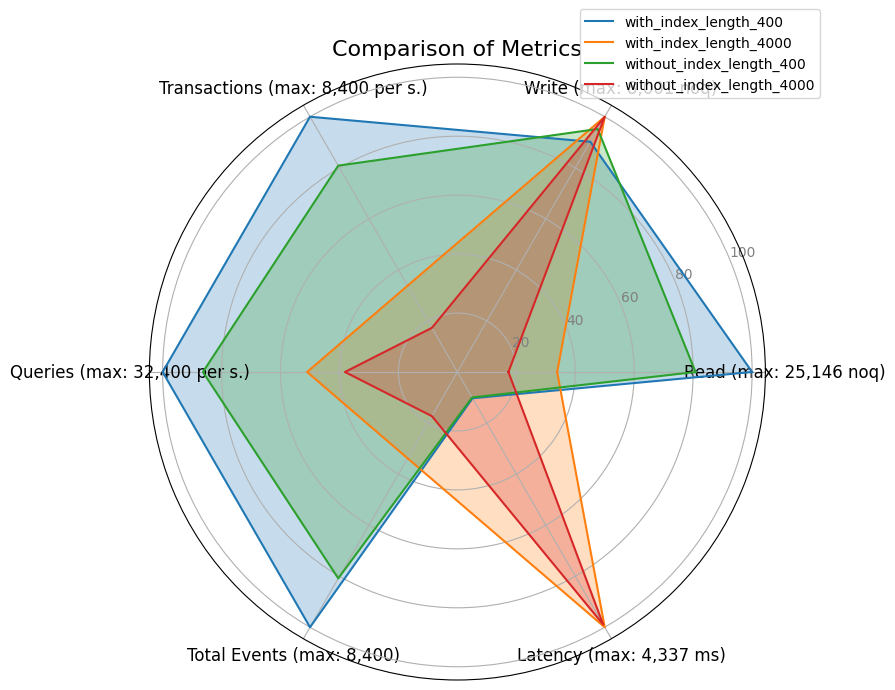 Comparison of Metrics
with_index_length_400
with_index_length_4000
without_index_length_400
without_index_length_4000
Transactions (max: 8,400 per s.)
Write (max: noq)
100
80
60
40
20
Queries (max: 32,400 per s.)
Read (max: 25,146 noq)
Total Events (max: 8,400)
Latency (max: 4,337 ms)